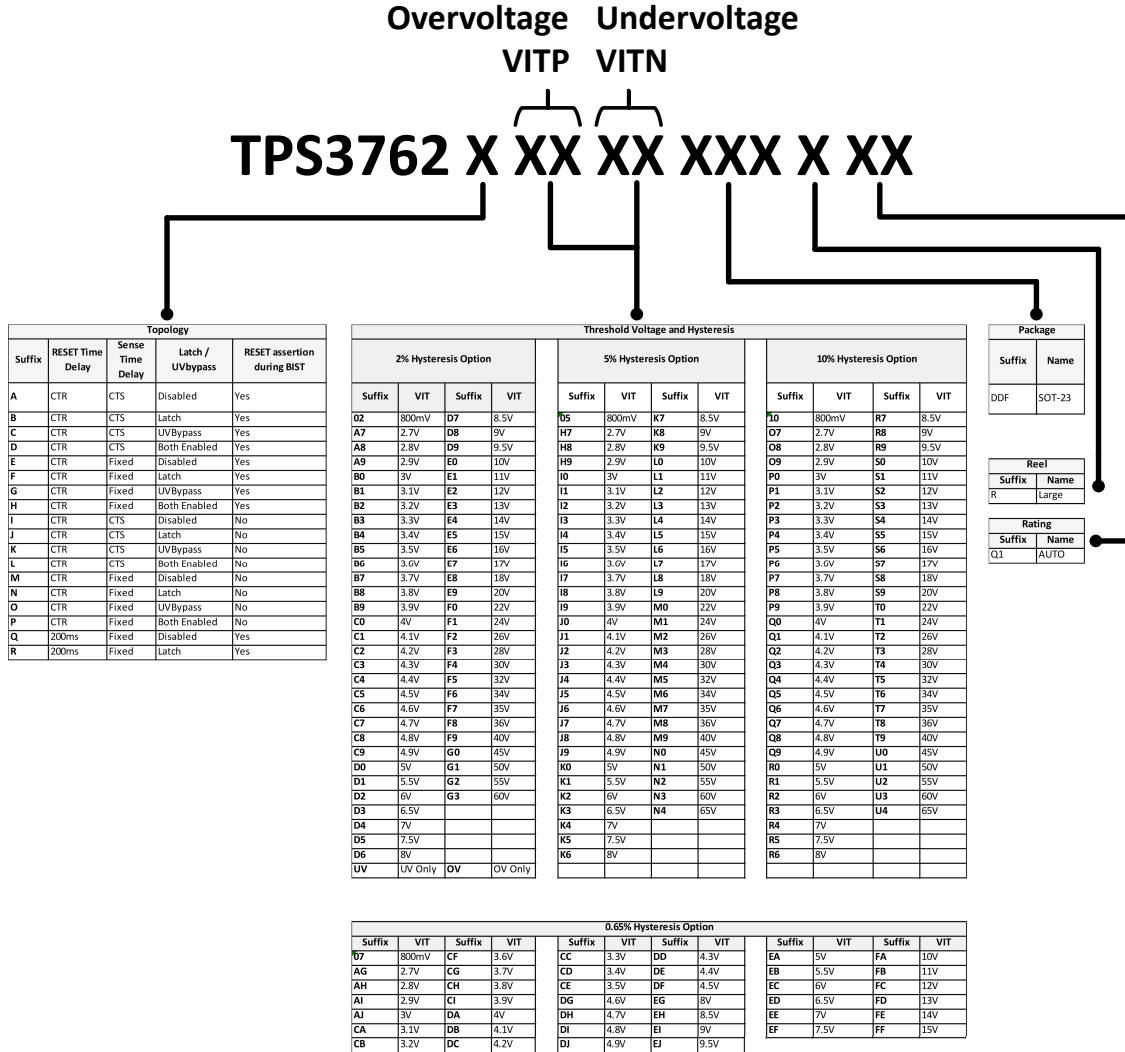 Overvoltage Undervoltage
VITP VITN
TPS3762 X XX XX XXX X XX
Topology
Suffix RESET Time Delay Sense Time Delay Latch / UVbypass RESET assertion during BIST
A CTR CTS Disabled Yes
B CTR CTS Latch Yes
C CTR CTS UVBypass Yes
D CTR CTS Both Enabled Yes
E CTR Fixed Disabled Yes
F CTR Fixed Latch Yes
G CTR Fixed UVBypass Yes
H CTR Fixed Both Enabled Yes
I CTR CTS Disabled No
J CTR CTS Latch No
K CTR CTS UVBypass No
L CTR CTS Both Enabled No
M CTR Fixed Disabled No
N CTR Fixed Latch No
O CTR Fixed UVBypass No
P CTR Fixed Both Enabled No
Q 200ms Fixed Disabled Yes
R 200ms Fixed Latch Yes
Threshold Voltage and Hysteresis
2% Hysteresis Option 5% Hysteresis Option 10% Hysteresis Option
Suffix VIT Suffix VIT Suffix VIT Suffix VIT Suffix VIT Suffix VIT
02 800mV D7 8.5V 05 800mV K7 8.5V 10 800mV R7 8.5V
A7 2.7V D8 9V H7 2.7V K8 9V O7 2.7V R8 9V
A8 2.8V D9 9.5V H8 2.8V K9 9.5V O8 2.8V R9 9.5V
A9 2.9V E0 10V H9 2.9V L0 10V O9 2.9V S0 10V
B0 3V E1 11V I0 3V L1 11V P0 3V S1 11V
B1 3.1V E2 12V I1 3.1V L2 12V P1 3.1V S2 12V
B2 3.2V E3 13V I2 3.2V L3 13V P2 3.2V S3 13V
B3 3.3V E4 14V I3 3.3V L4 14V P3 3.3V S4 14V
B4 3.4V E5 15V I4 3.4V L5 15V P4 3.4V S5 15V
B5 3.5V E6 16V I5 3.5V L6 16V P5 3.5V S6 16V
B6 3.6V E7 17V I6 3.6V L7 17V P6 3.6V S7 17V
B7 3.7V E8 18V I7 3.7V L8 18V P7 3.7V S8 18V
B8 3.8V E9 20V I8 3.8V L9 20V P8 3.8V S9 20V
B9 3.9V F0 22V I9 3.9V M0 22V P9 3.9V T0 22V
C0 4V F1 24V J0 4V M1 24V Q0 4V T1 24V
C1 4.1V F2 26V J1 4.1V M2 26V Q1 4.1V T2 26V
C2 4.2V F3 28V J2 4.2V M3 28V Q2 4.2V T3 28V
C3 4.3V F4 30V J3 4.3V M4 30V Q3 4.3V T4 30V
C4 4.4V F5 32V J4 4.4V M5 32V Q4 4.4V T5 32V
C5 4.5V F6 34V J5 4.5V M6 34V Q5 4.5V T6 34V
C6 4.6V F7 35V J6 4.6V M7 35V Q6 4.6V T7 35V
C7 4.7V F8 36V J7 4.7V M8 36V Q7 4.7V T8 36V
C8 4.8V F9 40V J8 4.8V M9 40V Q8 4.8V T9 40V
C9 4.9V G0 45V J9 4.9V N0 45V Q9 4.9V U0 45V
D0 5V G1 50V K0 5V N1 50V R0 5V U1 50V
D1 5.5V G2 55V K1 5.5V N2 55V R1 5.5V U2 55V
D2 6V G3 60V K2 6V N3 60V R2 6V U3 60V
D3 6.5V K3 6.5V N4 65V R3 6.5V U4 65V
D4 7V K4 7V R4 7V
D5 7.5V K5 7.5V R5 7.5V
D6 8V K6 8V R6 8V
UV UV Only OV OV Only
Package
Suffix Name
DDF SOT-23
Reel
Suffix Name
R Large
Rating
Suffix Name
Q1 AUTO
0.65% Hysteresis Option
Suffix VIT Suffix VIT Suffix VIT Suffix VIT Suffix VIT Suffix VIT
07 800mV CF 3.6V CC 3.3V DD 4.3V EA 5V FA 10V
AG 2.7V CG 3.7V CD 3.4V DE 4.4V EB 5.5V FB 11V
AH 2.8V CH 3.8V CE 3.5V DF 4.5V EC 6V FC 12V
AI 2.9V CI 3.9V DG 4.6V EG 8V ED 6.5V FD 13V
AJ 3V DA 4V DH 4.7V EH 8.5V EE 7V FE 14V
CA 3.1V DB 4.1V DI 4.8V EI 9V EF 7.5V FF 15V
CB 3.2V DC 4.2V DJ 4.9V EJ 9.5V